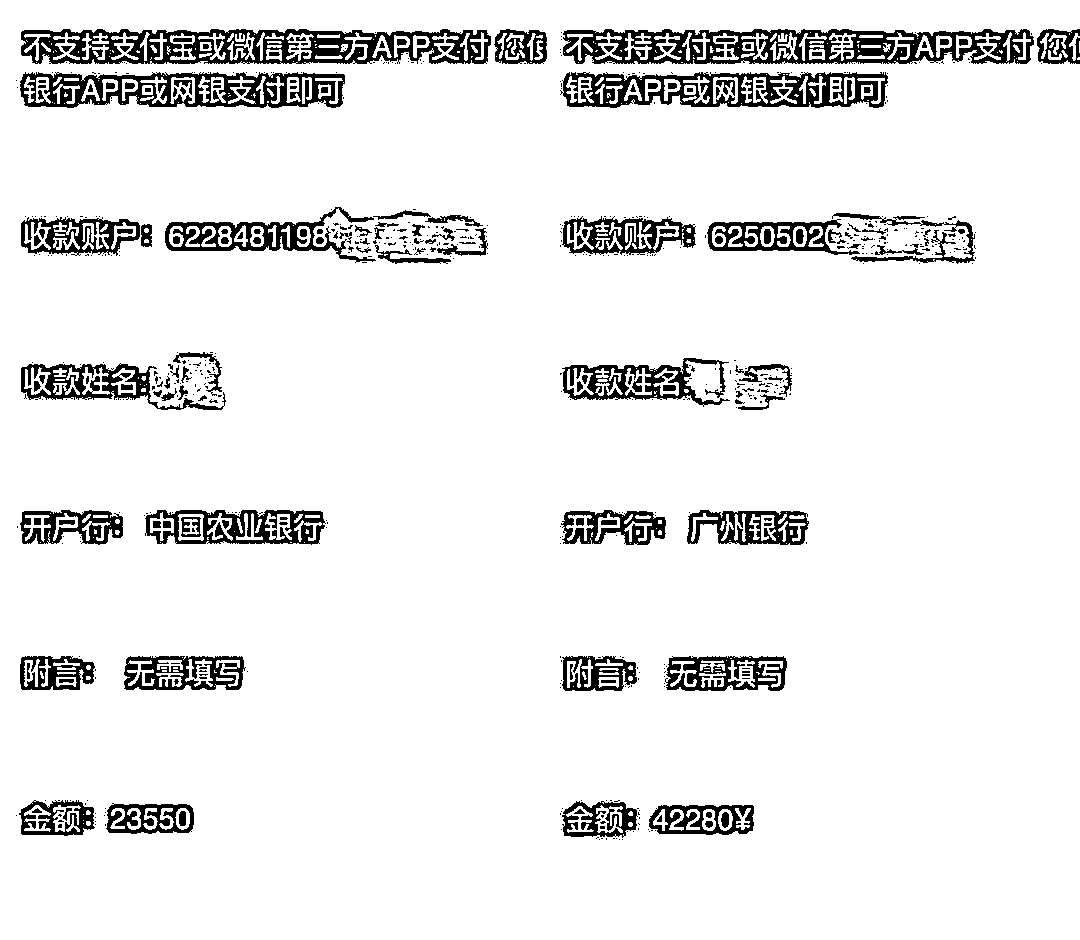 不支持支付宝或微信第三方APP支付 您
银行APP或网银支付即可
收款账户：6228481198
收款姓名:
开户行： 中国农业银行
附言： 无需填写
金额：23550
不支持支付宝或微信第三方APP支付 您
银行APP或网银支付即可
收款账户：6250502
收款姓名
开户行： 广州银行
附言： 无需填写
金额：42280¥